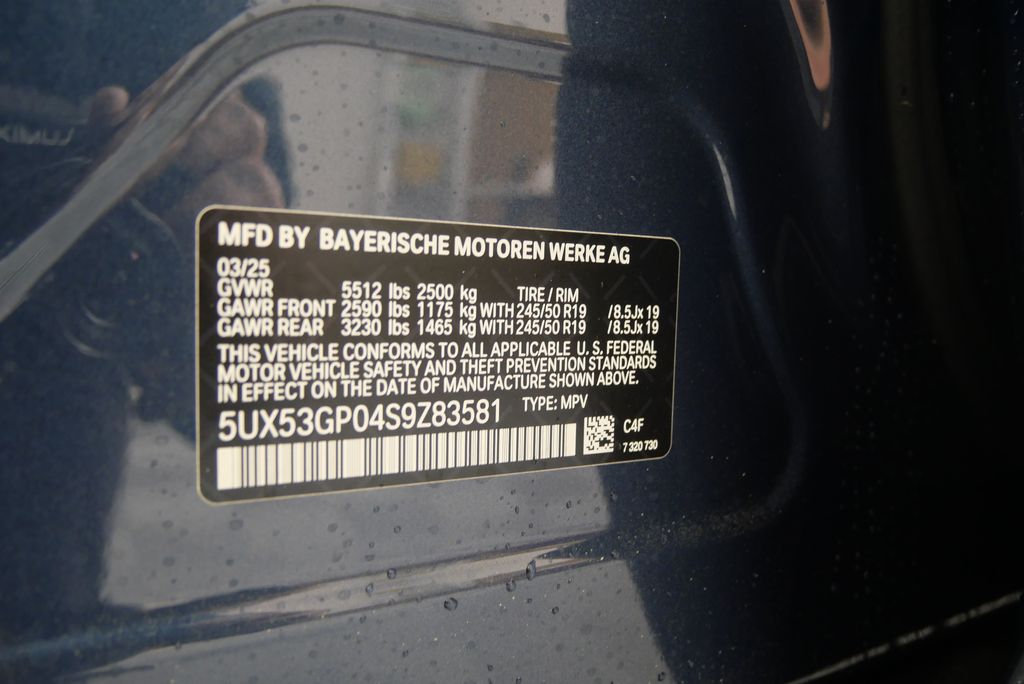 MFD BY BAYERISCHE MOTOREN WERKE AG
03/25
GVWR 5512 lbs 2500 kg TIRE / RIM
GAWR FRONT 2590 lbs 1175 kg WITH 245/50 R19 /8.5Jx19
GAWR REAR 3230 lbs 1465 kg WITH 245/50 R19 /8.5Jx19
THIS VEHICLE CONFORMS TO ALL APPLICABLE U. S. FEDERAL
MOTOR VEHICLE SAFETY AND THEFT PREVENTION STANDARDS
IN EFFECT ON THE DATE OF MANUFACTURE SHOWN ABOVE.
5UX53GP04S9Z83581 TYPE: MPV
C4F
7 320 730